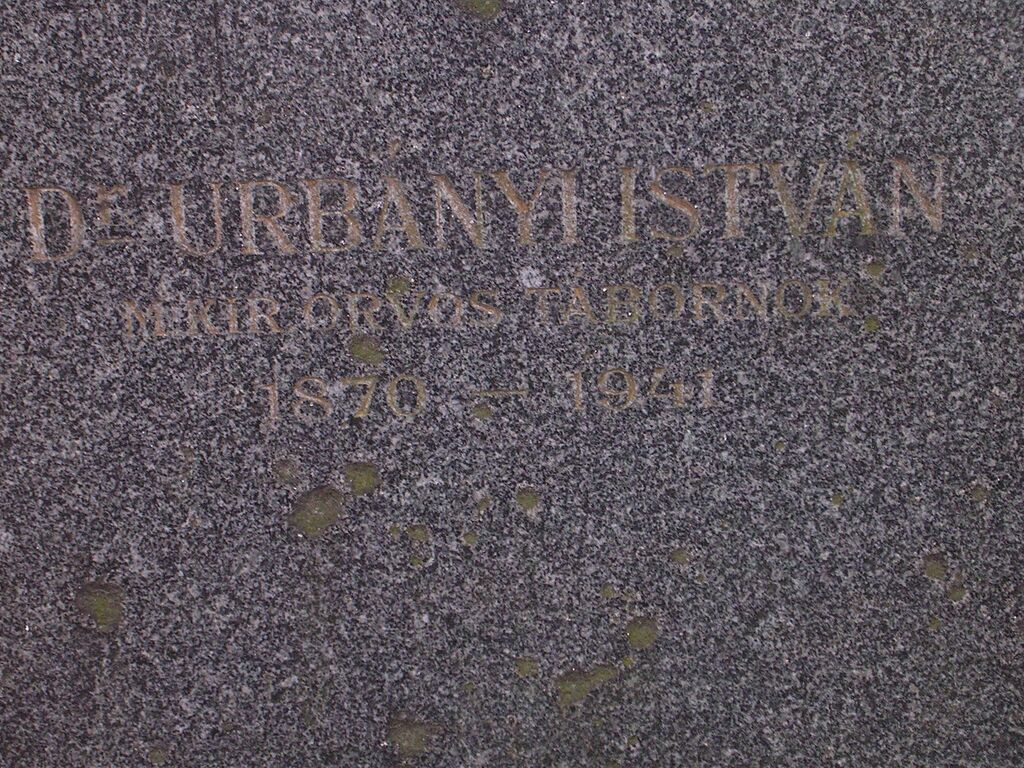 Dr URBÁNYI ISTVÁN
M.KIR. ORVOS TÁBORNOK
1870 – 1941